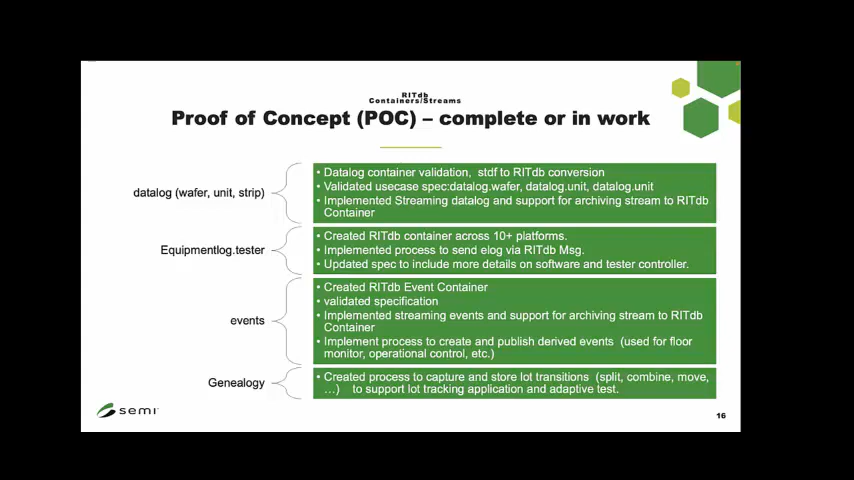 RITdb
Containers/Streams
Proof of Concept (POC) – complete or in work
datalog (wafer, unit, strip)
• Datalog container validation, stdf to RITdb conversion
• Validated usecase spec:datalog.wafer, datalog.unit, datalog.unit
• Implemented Streaming datalog and support for archiving stream to RITdb
Container
Equipmentlog.tester
• Created RITdb container across 10+ platforms.
• Implemented process to send elog via RITdb Msg.
• Updated spec to include more details on software and tester controller.
events
• Created RITdb Event Container
• validated specification
• Implemented streaming events and support for archiving stream to RITdb
Container
• Implement process to create and publish derived events (used for floor
monitor, operational control, etc.)
Genealogy
• Created process to capture and store lot transitions (split, combine, move,
…) to support lot tracking application and adaptive test.
semi
16